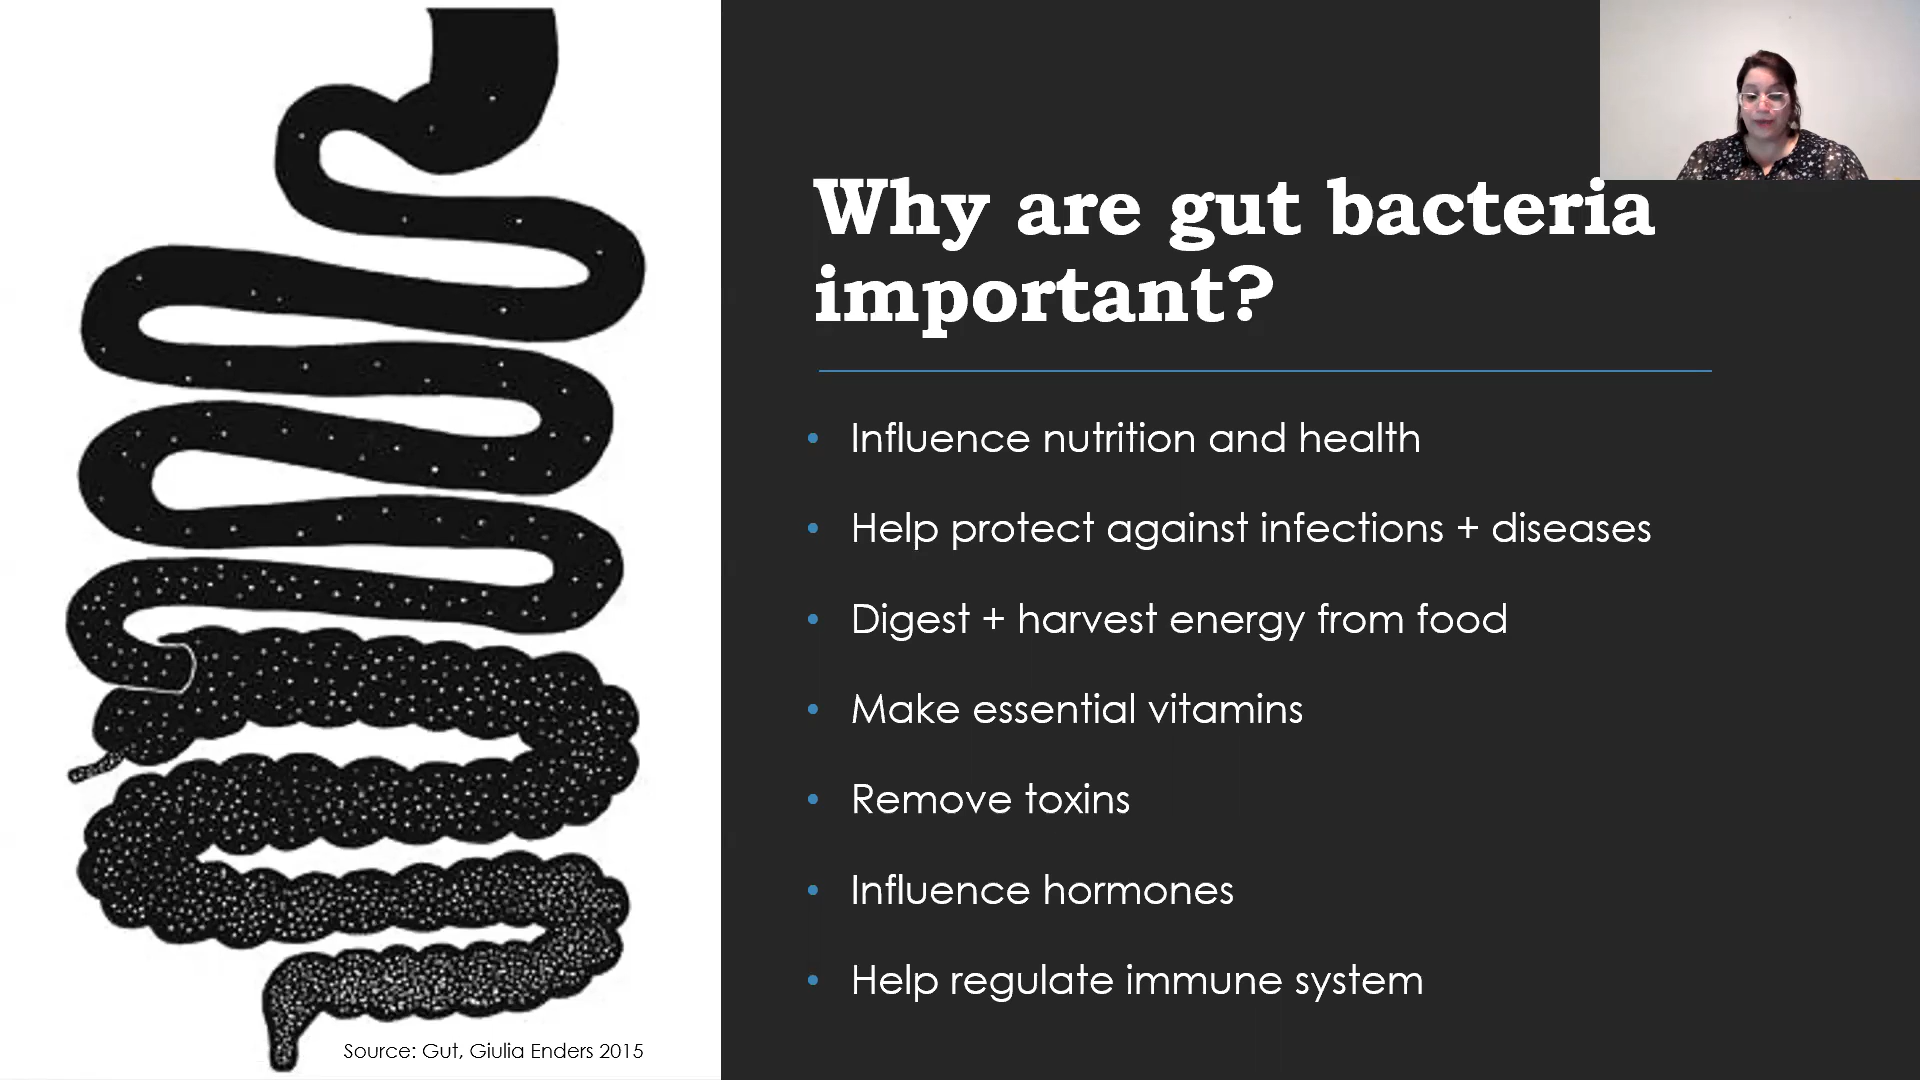 Why are gut bacteria
important?
• Influence nutrition and health
• Help protect against infections + diseases
• Digest + harvest energy from food
• Make essential vitamins
• Remove toxins
• Influence hormones
• Help regulate immune system
Source: Gut, Giulia Enders 2015